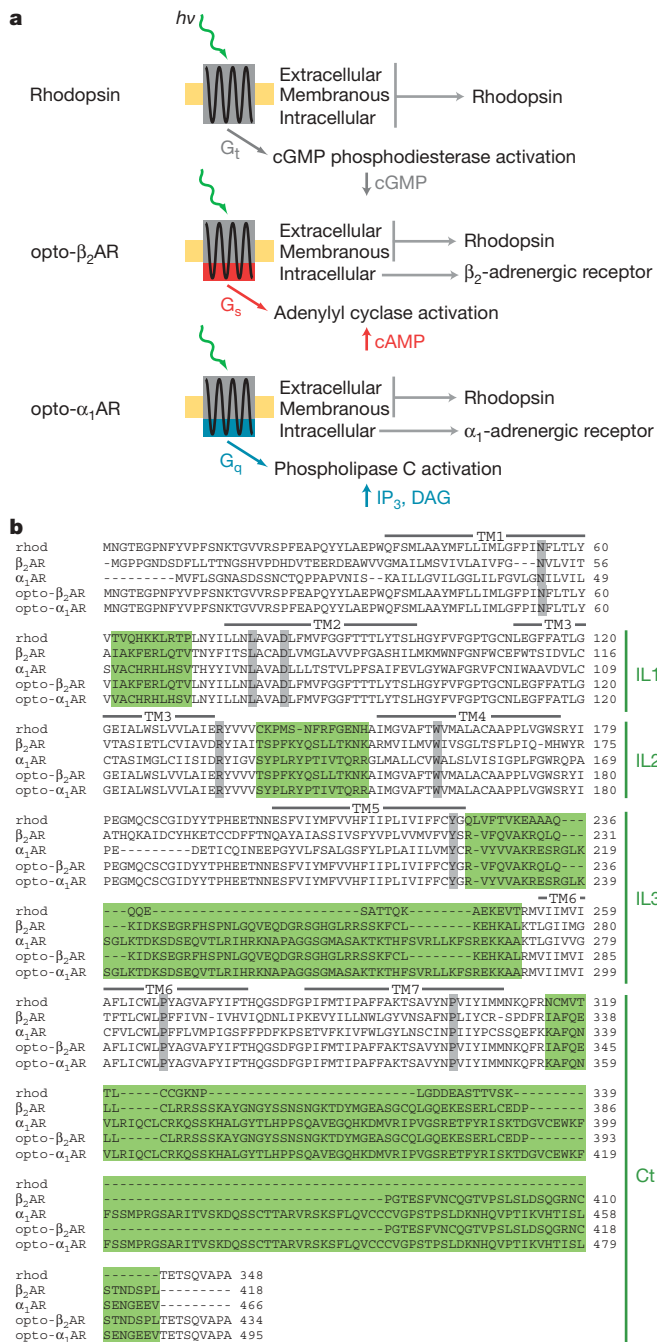 a
hν
Rhodopsin
Extracellular
Membranous
Intracellular
Rhodopsin
Gt
cGMP phosphodiesterase activation
cGMP
opto-β2AR
Extracellular
Membranous
Intracellular
Rhodopsin
β2-adrenergic receptor
Gs
Adenylyl cyclase activation
cAMP
opto-α1AR
Extracellular
Membranous
Intracellular
Rhodopsin
α1-adrenergic receptor
Gq
Phospholipase C activation
IP3, DAG
b
TM1
rhod MNGTEGPNFYVPFSNKTGVVRSPFEAPQYYLAEPWQFSMLAAYMFLLIMLGFPINFLTLY 60
β2AR -MGPPGNDSDFLLTTNGSHVPDHDVTEERDEAWVVGMAILMSVIVLAIVFG---NVLVIT 56
α1AR ---------MVFLSGNASDSSNCTQPPAPVNIS--KAILLGVILGGLILFGVLGNILVIL 49
opto-β2AR MNGTEGPNFYVPFSNKTGVVRSPFEAPQYYLAEPWQFSMLAAYMFLLIMLGFPINFLTLY 60
opto-α1AR MNGTEGPNFYVPFSNKTGVVRSPFEAPQYYLAEPWQFSMLAAYMFLLIMLGFPINFLTLY 60
TM2 TM3
rhod VTVQHKKLRTPLNYILLNLAVADLFMVFGGFTTTLYTSLHGYFVFGPTGCNLEGFFATLG 120
β2AR AIAKFERLQTVTNYFITSLACADLVMGLAVVPFGASHILMKMWNFGNFWCEFWTSIDVLC 116
α1AR SVACHRHLHSVTHYYIVNLAVADLLLTSTVLPFSAIFEVLGYWAFGRVFCNIWAAVDVLC 109
opto-β2AR VIAKFERLQTVLNYILLNLAVADLFMVFGGFTTTLYTSLHGYFVFGPTGCNLEGFFATLG 120
opto-α1AR VVACHRHLHSVLNYILLNLAVADLFMVFGGFTTTLYTSLHGYFVFGPTGCNLEGFFATLG 120
IL1
TM3 TM4
rhod GEIALWSLVVLAIERYVVVCKPMS-NFRFGENHAIMGVAFTWVMALACAAPPLVGWSRYI 179
β2AR VTASIETLCVIAVDRYIAITSPFKYQSLLTKNKARMVILMVWIVSGLTSFLPIQ-MHWYR 175
α1AR CTASIMGLCIISIDRYIGVSYPLRYPTIVTQRRGLMALLCVWALSLVISIGPLFGWRQPA 169
opto-β2AR GEIALWSLVVLAIERYVVVTSPFKYQSLLTKNKAIMGVAFTWVMALACAAPPLVGWSRYI 180
opto-α1AR GEIALWSLVVLAIERYVVVSYPLRYPTIVTQRRGIMGVAFTWVMALACAAPPLVGWSRYI 180
IL2
TM5
rhod PEGMQCSCGIDYYTPHEETNNESFVIYMFVVHFIIPLIVIFFCYGQLVFTVKEAAAQ--- 236
β2AR ATHQKAIDCYHKETCCDFFTNQAYAIASSIVSFYVPLVVMVFVYSR-VFQVAKRQLQ--- 231
α1AR PE----DETICQINEEPGYVLFSALGSFYLPLAIILVMYCR-VYVVAKRESRGLK 219
opto-β2AR PEGMQCSCGIDYYTPHEETNNESFVIYMFVVHFIIPLIVIFFCYGR-VFQVAKRQLQ--- 236
opto-α1AR PEGMQCSCGIDYYTPHEETNNESFVIYMFVVHFIIPLIVIFFCYGR-VYVVAKRESRGLK 239
IL3
TM6
rhod ---QQE--------------------------SATTQK-------AEKEVTRMVIIMVI 259
β2AR ---KIDKSEGRFHSPNLGQVEQDGRSGHGLRRSSKFCL-------KEHKALKTLGIIMG 280
α1AR SGLKTDKSDSEQVTLRIHRKNAPAGGSGMASAKTKTHFSVRLLKFSREKKAAKTLGIVVG 279
opto-β2AR ---KIDKSEGRFHSPNLGQVEQDGRSGHGLRRSSKFCL-------KEHKALRMVIIMVI 285
opto-α1AR SGLKTDKSDSEQVTLRIHRKNAPAGGSGMASAKTKTHFSVRLLKFSREKKAARMVIIMVI 299
TM6 TM7
rhod AFLICWLPYAGVAFYIFTHQGSDFGPIFMTIPAFFAKTSAVYNPVIYIMMNKQFRNCMVT 319
β2AR TFTLCWLPFFIVNI-VHVIQDNLIPKEVYILLNWLGYVNSAFNPLIYC-RSPDFRIAFQE 338
α1AR CFVLCWLPFFLVMPIGSFFPDFKPSETVFKIVFWLGYLNSCINPIIYPCSSQEFKKAFQN 339
opto-β2AR AFLICWLPYAGVAFYIFTHQGSDFGPIFMTIPAFFAKTSAVYNPVIYIMMNKQFRIAFQE 345
opto-α1AR AFLICWLPYAGVAFYIFTHQGSDFGPIFMTIPAFFAKTSAVYNPVIYIMMNKQFRKAFQN 359
rhod TL-----CCGKNP--------------------------LGDDEASTTVSK--------- 339
β2AR LL-----CLRRSSSKAYGNGYSSNSNGKTDYMGEASGCQLGQEKESERLCEDP------- 386
α1AR VLRIQCLCRKQSSKHALGYTLHPPSQAVEGQHKDMVRIPVGSRETFYRISKTDGVCEWKF 399
opto-β2AR LL-----CLRRSSSKAYGNGYSSNSNGKTDYMGEASGCQLGQEKESERLCEDP------- 393
opto-α1AR VLRIQCLCRKQSSKHALGYTLHPPSQAVEGQHKDMVRIPVGSRETFYRISKTDGVCEWKF 419
Ct
rhod ------------------------------------------------------------
β2AR -----------------------------------PGTESFVNCQGTVPSLSLDSQGRNC 410
α1AR FSSMPRGSARITVSKDQSSCTTARVRSKSFLQVCCCVGPSTPSLDKNHQVPTIKVHTISL 458
opto-β2AR -----------------------------------PGTESFVNCQGTVPSLSLDSQGRNC 418
opto-α1AR FSSMPRGSARITVSKDQSSCTTARVRSKSFLQVCCCVGPSTPSLDKNHQVPTIKVHTISL 479
rhod -------TETSQVAPA 348
β2AR STNDSPL--------- 418
α1AR SENGEEV--------- 466
opto-β2AR STNDSPLTETSQVAPA 434
opto-α1AR SENGEEVTETSQVAPA 495